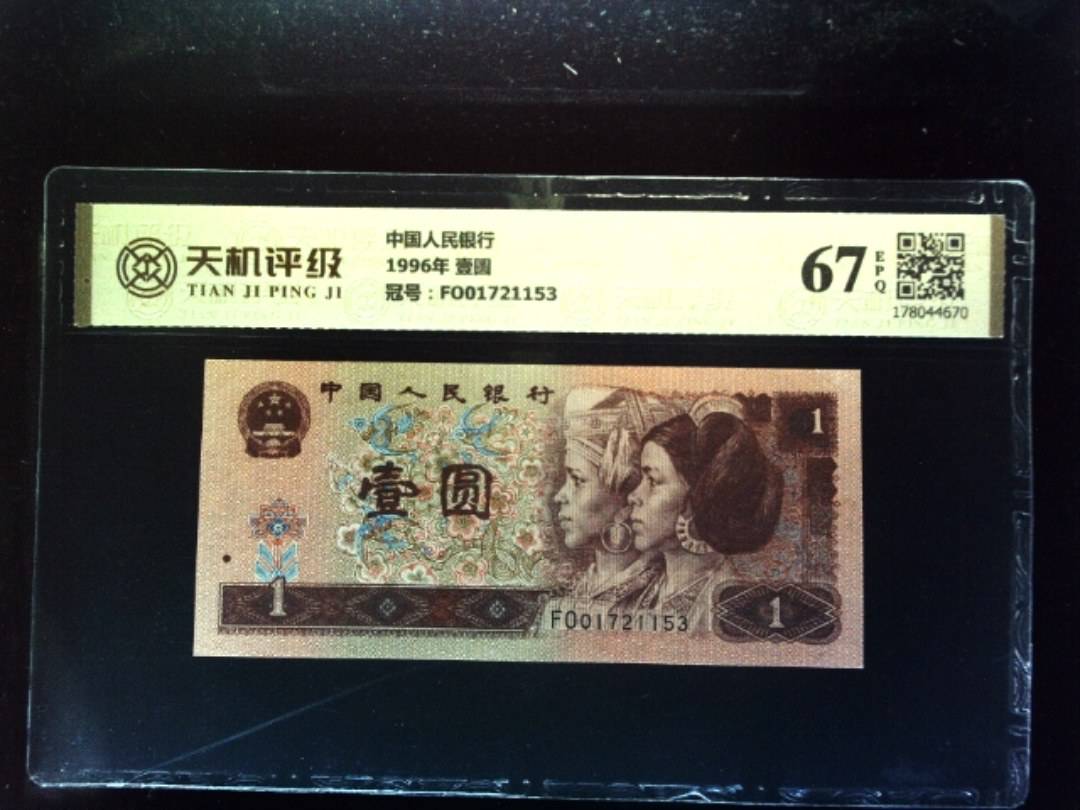 天机评级
TIAN JI PING JI
中国人民银行
1996年 壹圆
冠号：FO01721153
67
EPQ
178044670
中国人民银行
壹圆
1
1
FO01721153
1